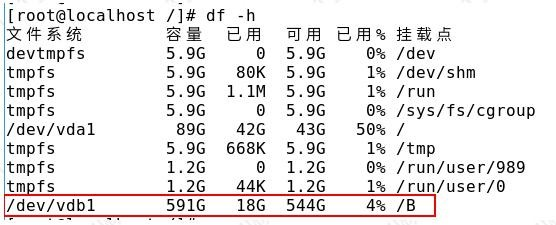 [root@localhost /]# df -h
文件系统 容量 已用 可用 已用% 挂载点
devtmpfs 5.9G 0 5.9G 0% /dev
tmpfs 5.9G 80K 5.9G 1% /dev/shm
tmpfs 5.9G 1.1M 5.9G 1% /run
tmpfs 5.9G 0 5.9G 0% /sys/fs/cgroup
/dev/vda1 89G 42G 43G 50% /
tmpfs 5.9G 668K 5.9G 1% /tmp
tmpfs 1.2G 0 1.2G 0% /run/user/989
tmpfs 1.2G 44K 1.2G 1% /run/user/0
/dev/vdb1 591G 18G 544G 4% /B